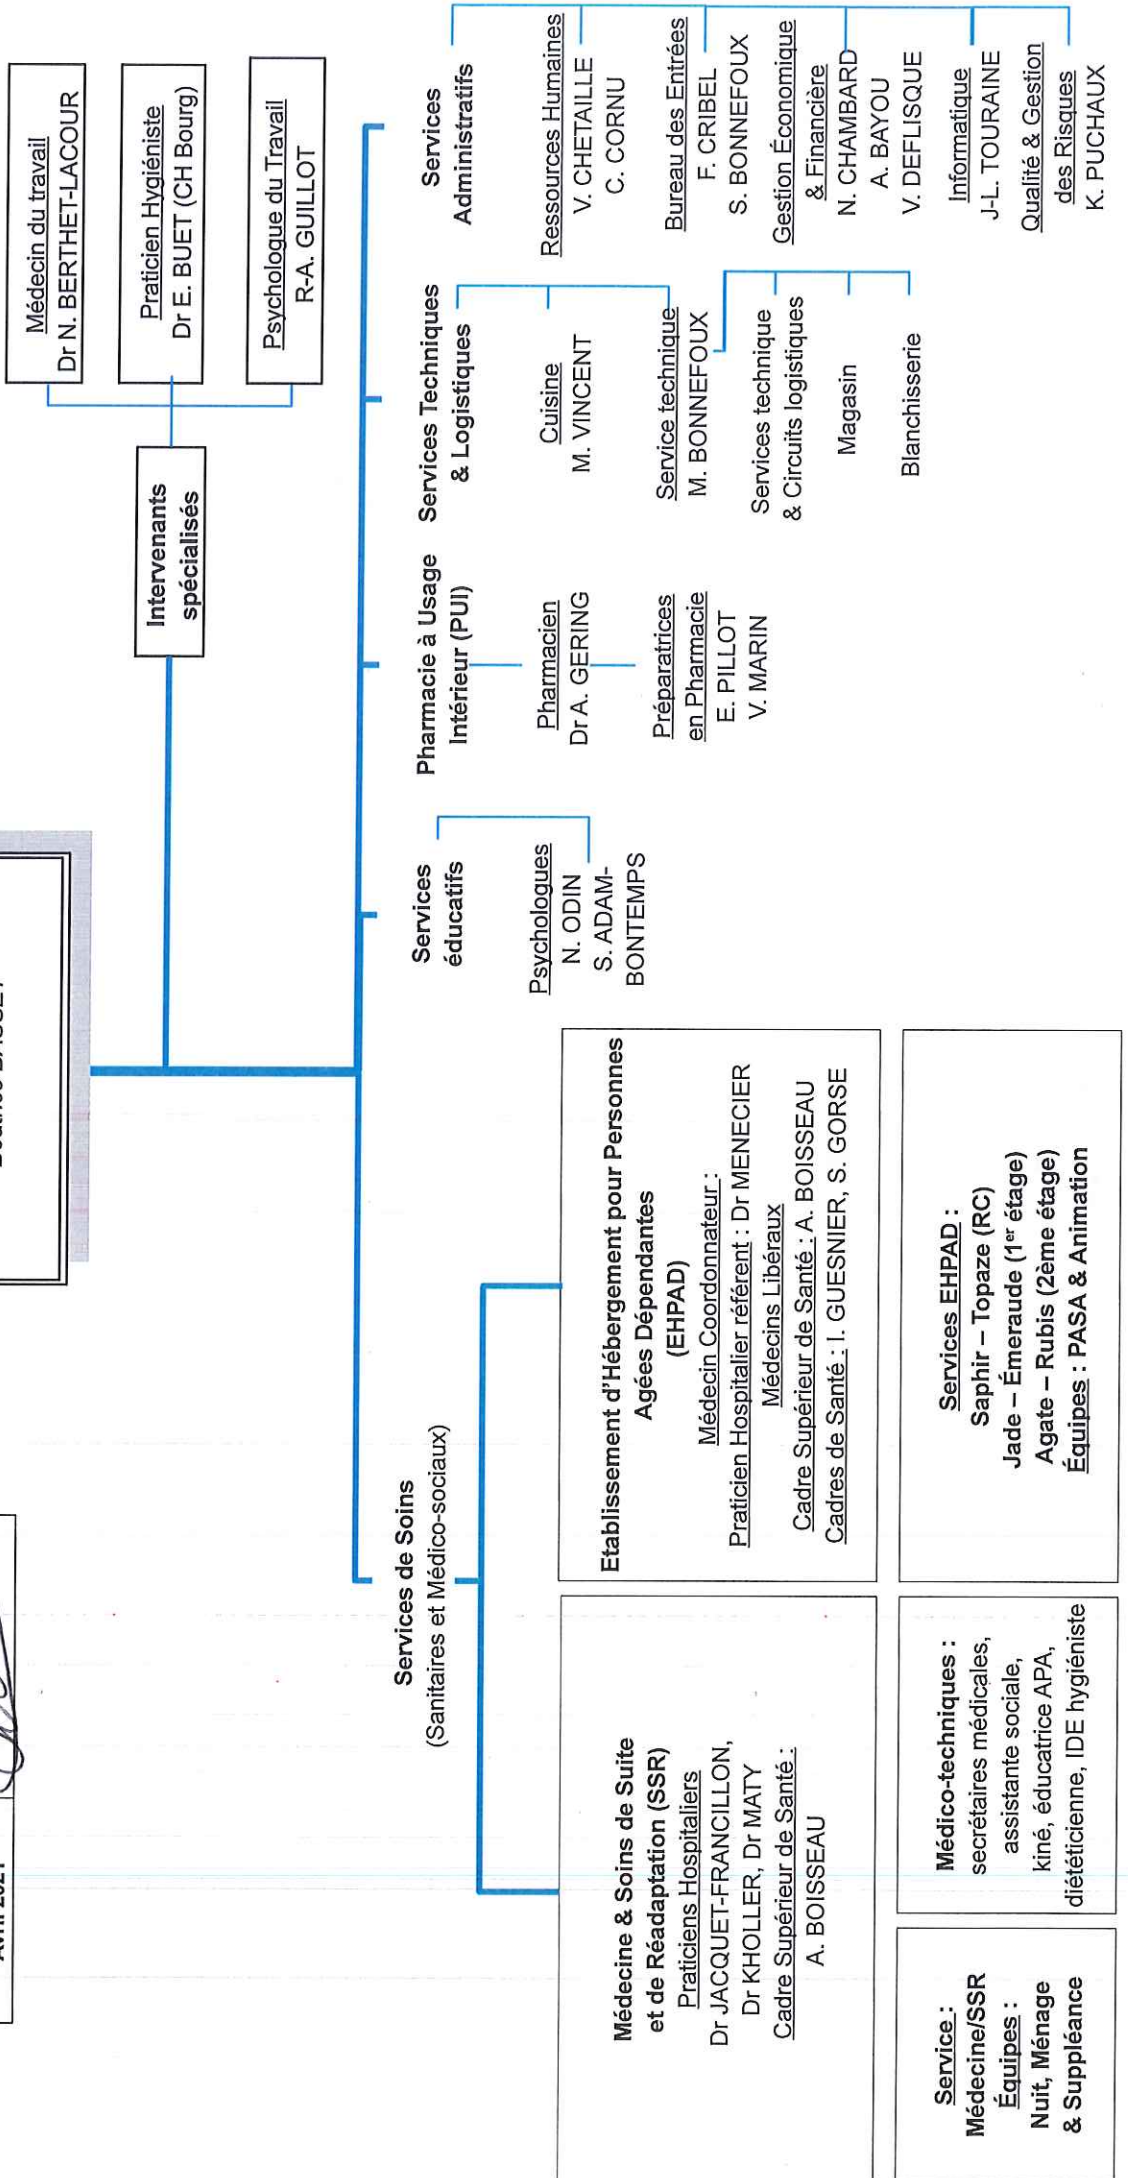 Avril 2021
Intervenants
spécialisés
Médecin du travail
Dr N. BERTHET-LACOUR
Praticien Hygiéniste
Dr E. BUET (CH Bourg)
Psychologue du Travail
R-A. GUILLOT
Services de Soins
(Sanitaires et Médico-sociaux)
Médecine & Soins de Suite
et de Réadaptation (SSR)
Praticiens Hospitaliers
Dr JACQUET-FRANCILLON,
Dr KHOLLER, Dr MATY
Cadre Supérieur de Santé :
A. BOISSEAU
Service :
Médecine/SSR
Équipes :
Nuit, Ménage
& Suppléance
Médico-techniques :
secrétaires médicales,
assistante sociale,
kiné, éducatrice APA,
diététicienne, IDE hygiéniste
Etablissement d'Hébergement pour Personnes
Agées Dépendantes
(EHPAD)
Médecin Coordonnateur :
Praticien Hospitalier référent : Dr MENECIER
Médecins Libéraux
Cadre Supérieur de Santé : A. BOISSEAU
Cadres de Santé : I. GUESNIER, S. GORSE
Services EHPAD :
Saphir – Topaze (RC)
Jade – Émeraude (1er étage)
Agate – Rubis (2ème étage)
Équipes : PASA & Animation
Services
éducatifs
Psychologues
N. ODIN
S. ADAM-
BONTEMPS
Pharmacie à Usage
Intérieur (PUI)
Pharmacien
Dr A. GERING
Préparatrices
en Pharmacie
E. PILLOT
V. MARIN
Services Techniques
& Logistiques
Cuisine
M. VINCENT
Service technique
M. BONNEFOUX
Services technique
& Circuits logistiques
Magasin
Blanchisserie
Services
Administratifs
Ressources Humaines
V. CHETAILLE
C. CORNU
Bureau des Entrées
F. CRIBEL
S. BONNEFOUX
Gestion Économique
& Financière
N. CHAMBARD
A. BAYOU
V. DEFLISQUE
Informatique
J-L. TOURAINE
Qualité & Gestion
des Risques
K. PUCHAUX